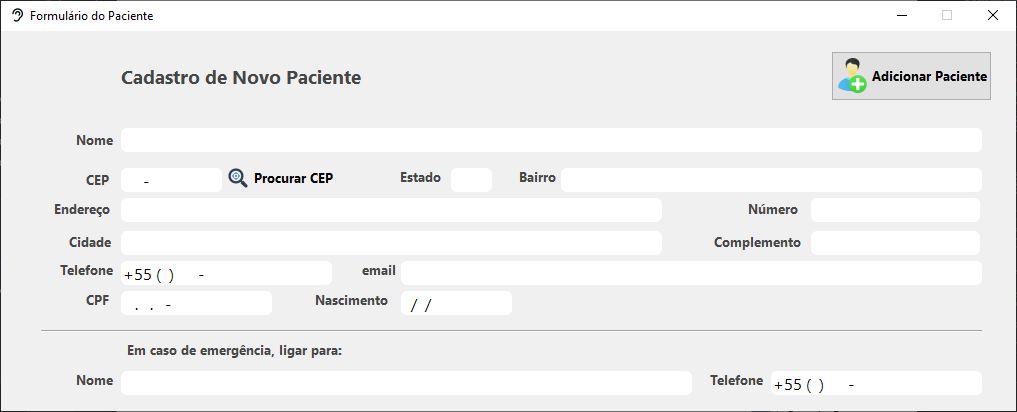 Formulário do Paciente
Cadastro de Novo Paciente
Adicionar Paciente
Nome
CEP - Procurar CEP Estado Bairro
Endereço Número
Cidade Complemento
Telefone +55 ( ) - email
CPF . . - Nascimento / /
Em caso de emergência, ligar para:
Nome Telefone +55 ( ) -